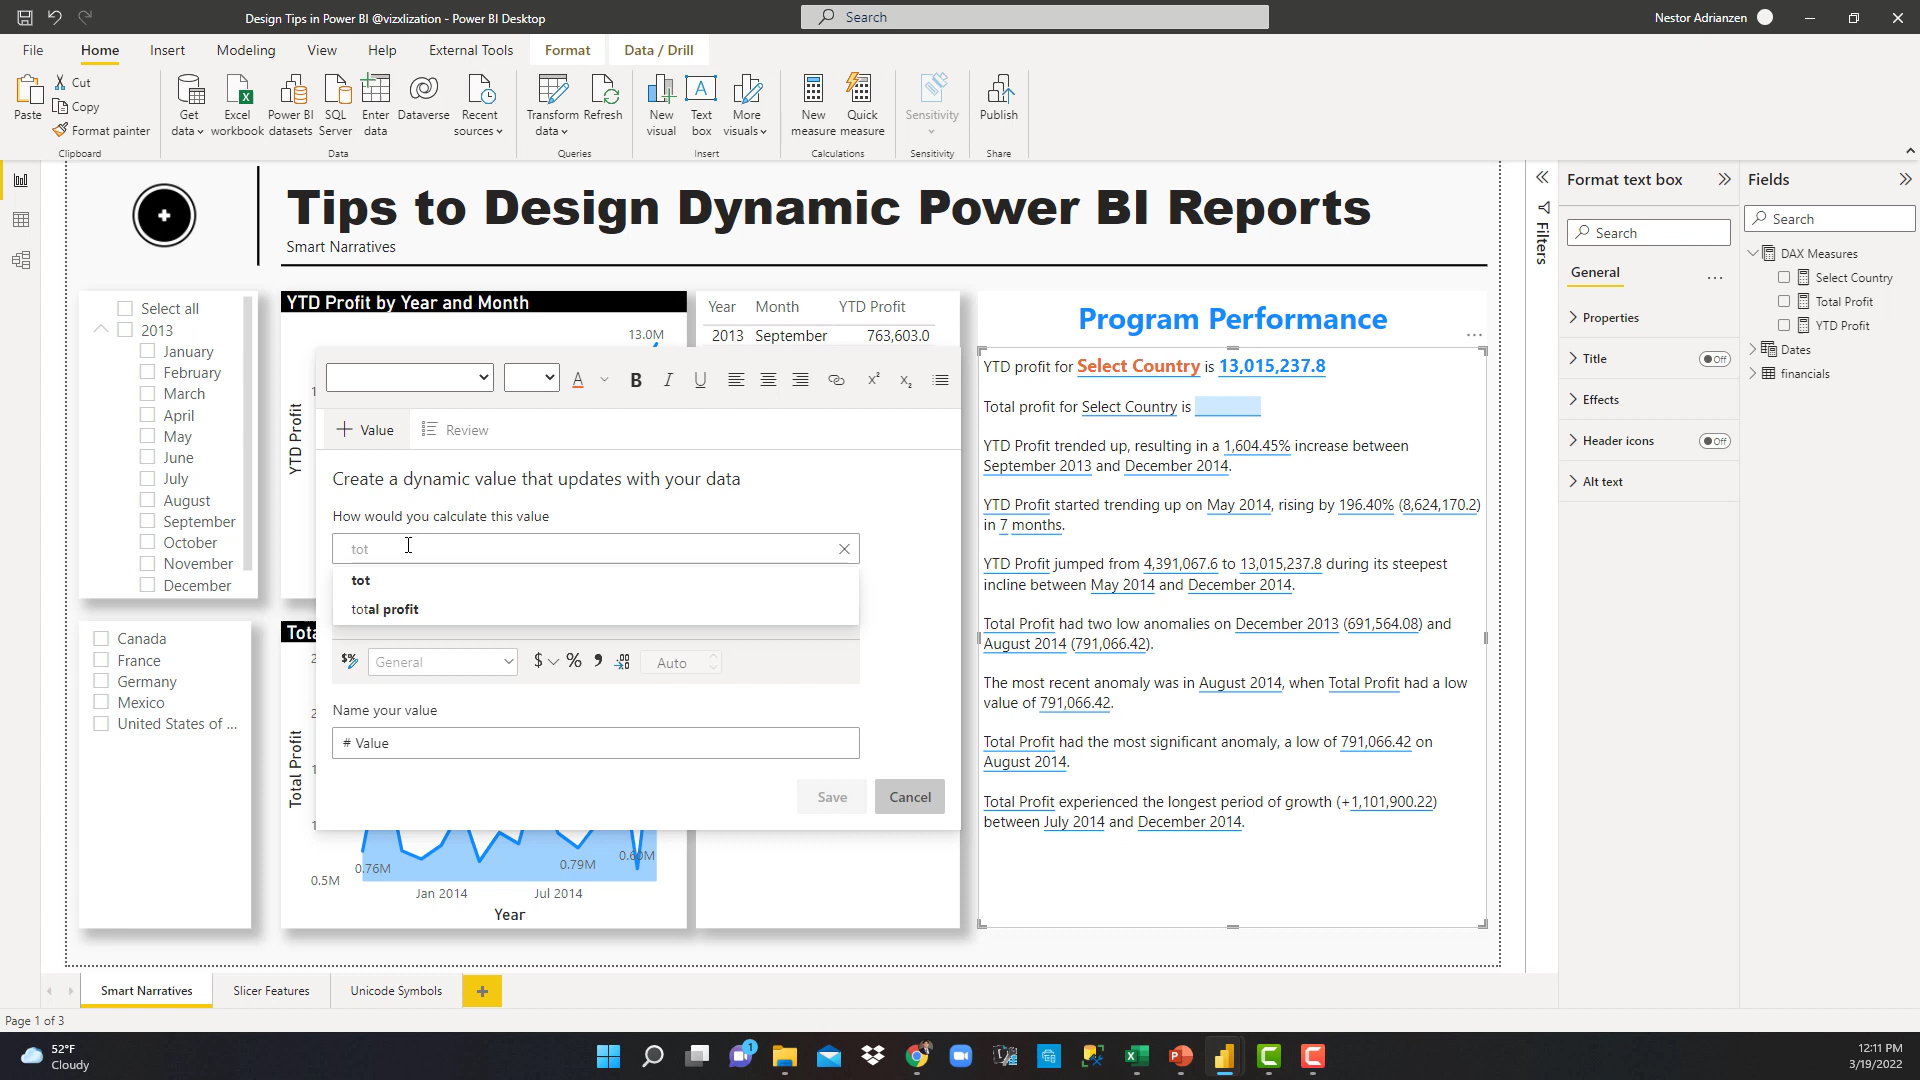 Design Tips in Power BI @vizxlization - Power BI Desktop
Search
Nestor Adrianzen
File
Home
Insert
Modeling
View
Help
External Tools
Format
Data / Drill
Paste
Cut
Copy
Format painter
Clipboard
Get data
Excel workbook
Power BI datasets
SQL Server
Enter data
Dataverse
Recent sources
Data
Transform data
Refresh
Queries
New visual
Text box
More visuals
Insert
New measure
Quick measure
Calculations
Sensitivity
Sensitivity
Publish
Share
Tips to Design Dynamic Power BI Reports
Smart Narratives
Select all
2013
January
February
March
April
May
June
July
August
September
October
November
December
Canada
France
Germany
Mexico
United States of ...
YTD Profit by Year and Month
13.0M
YTD Profit
Year Month YTD Profit
2013 September 763,603.0
B I U
Value
Review
Create a dynamic value that updates with your data
How would you calculate this value
tot
tot
total profit
General
$ % Auto
Name your value
# Value
Save
Cancel
Tota
Total Profit
0.76M
0.79M
0.60M
0.5M
Jan 2014
Jul 2014
Year
Program Performance
YTD profit for Select Country is 13,015,237.8
Total profit for Select Country is
YTD Profit trended up, resulting in a 1,604.45% increase between
September 2013 and December 2014.
YTD Profit started trending up on May 2014, rising by 196.40% (8,624,170.2)
in 7 months.
YTD Profit jumped from 4,391,067.6 to 13,015,237.8 during its steepest
incline between May 2014 and December 2014.
Total Profit had two low anomalies on December 2013 (691,564.08) and
August 2014 (791,066.42).
The most recent anomaly was in August 2014, when Total Profit had a low
value of 791,066.42.
Total Profit had the most significant anomaly, a low of 791,066.42 on
August 2014.
Total Profit experienced the longest period of growth (+1,101,900.22)
between July 2014 and December 2014.
Filters
Format text box
Search
General
Properties
Title
Off
Effects
Header icons
Off
Alt text
Fields
Search
DAX Measures
Select Country
Total Profit
YTD Profit
Dates
financials
Smart Narratives
Slicer Features
Unicode Symbols
Page 1 of 3
52°F
Cloudy
1
12:11 PM
3/19/2022